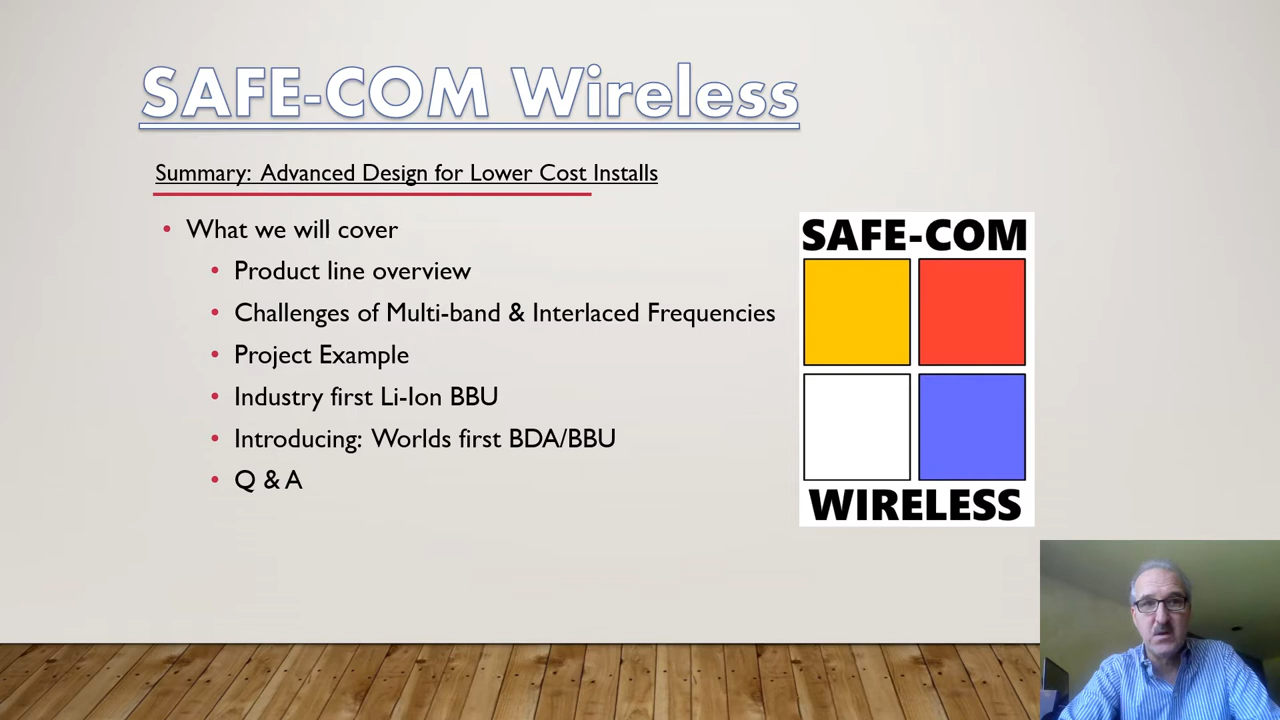 SAFE-COM Wireless
Summary: Advanced Design for Lower Cost Installs
• What we will cover
• Product line overview
• Challenges of Multi-band & Interlaced Frequencies
• Project Example
• Industry first Li-Ion BBU
• Introducing: Worlds first BDA/BBU
• Q & A
SAFE-COM
WIRELESS